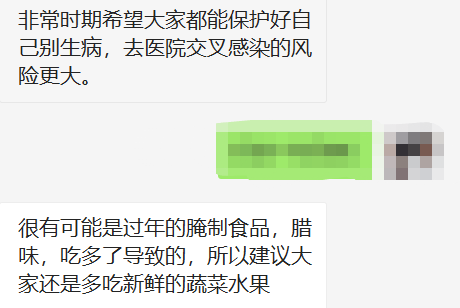 非常时期希望大家都能保护好自
己别生病，去医院交叉感染的风
险更大。
很有可能是过年的腌制食品，腊
味，吃多了导致的，所以建议大
家还是多吃新鲜的蔬菜水果